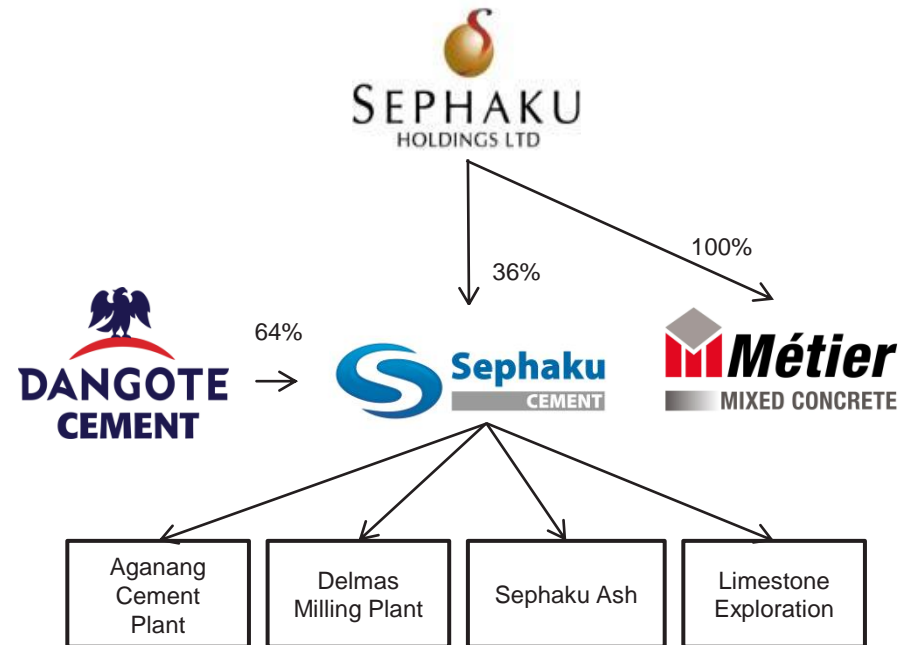 SEPHAKU
HOLDINGS LTD
100%
36%
64%
DANGOTE
CEMENT
Sephaku
CEMENT
Métier
MIXED CONCRETE
Aganang
Cement
Plant
Delmas
Milling Plant
Sephaku Ash
Limestone
Exploration